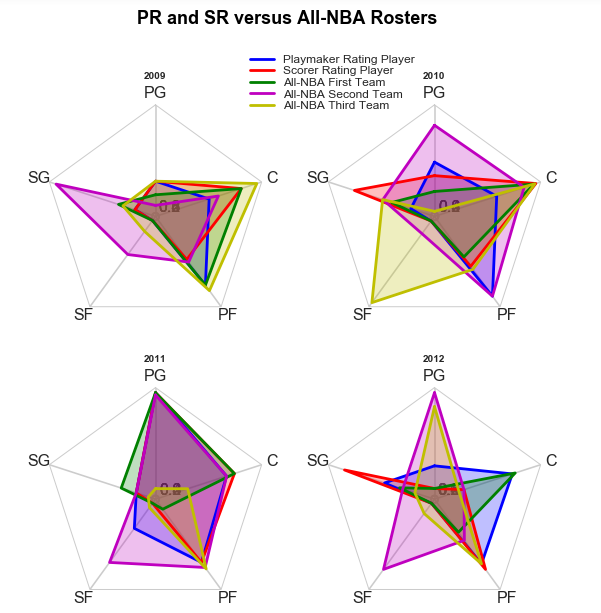 PR and SR versus All-NBA Rosters
Playmaker Rating Player
Scorer Rating Player
All-NBA First Team
All-NBA Second Team
All-NBA Third Team
2009
PG
SG
C
SF
PF
2010
PG
SG
C
SF
PF
2011
PG
SG
C
SF
PF
2012
PG
SG
C
SF
PF